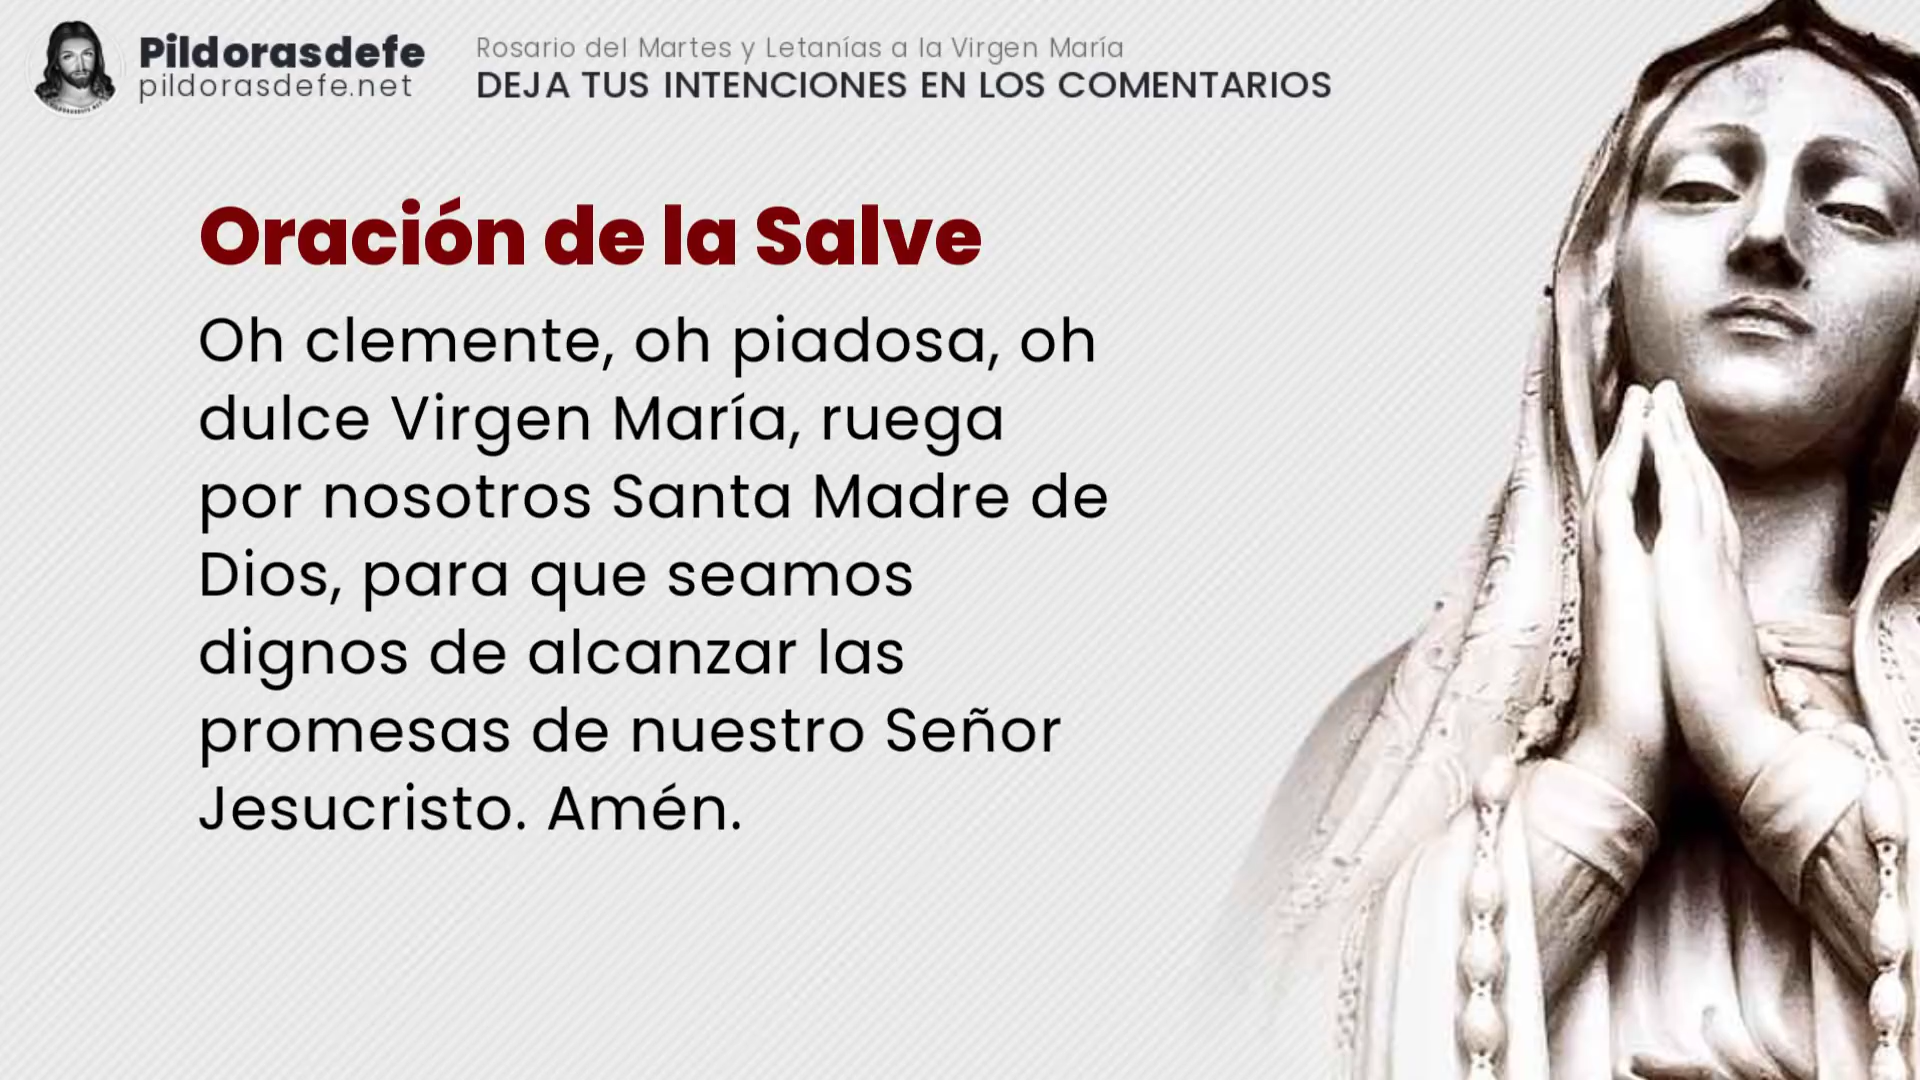 Pildorasdefe
pildorasdefe.net
Rosario del Martes y Letanías a la Virgen María
DEJA TUS INTENCIONES EN LOS COMENTARIOS
Oración de la Salve
Oh clemente, oh piadosa, oh
dulce Virgen María, ruega
por nosotros Santa Madre de
Dios, para que seamos
dignos de alcanzar las
promesas de nuestro Señor
Jesucristo. Amén.